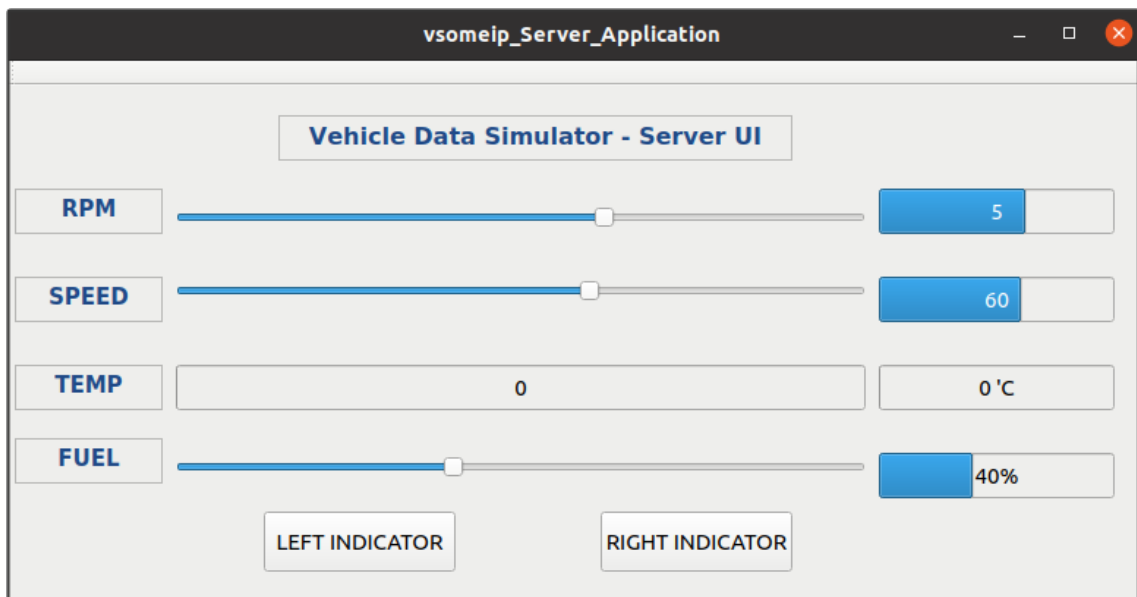 vsomeip_Server_Application
Vehicle Data Simulator - Server UI
RPM 5
SPEED 60
TEMP 0 0 'C
FUEL 40%
LEFT INDICATOR RIGHT INDICATOR